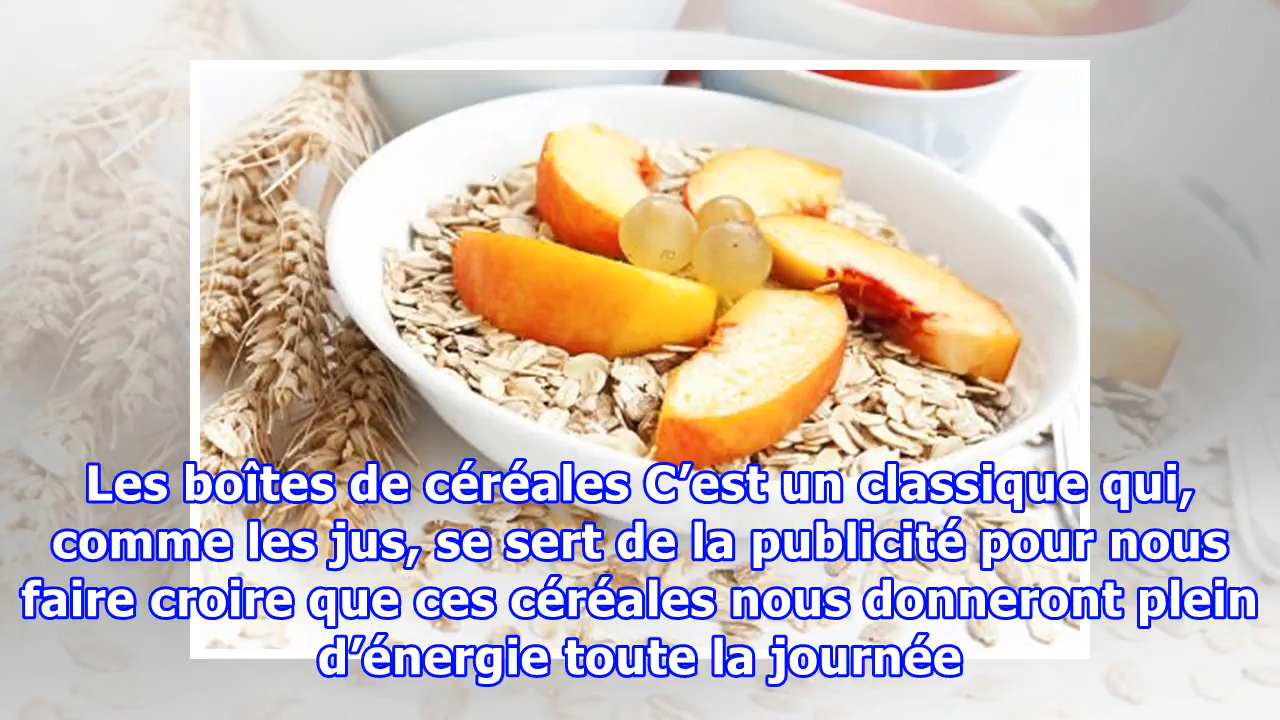 Les boîtes de céréales C’est un classique qui,
comme les jus, se sert de la publicité pour nous
faire croire que ces céréales nous donneront plein
d’énergie toute la journée